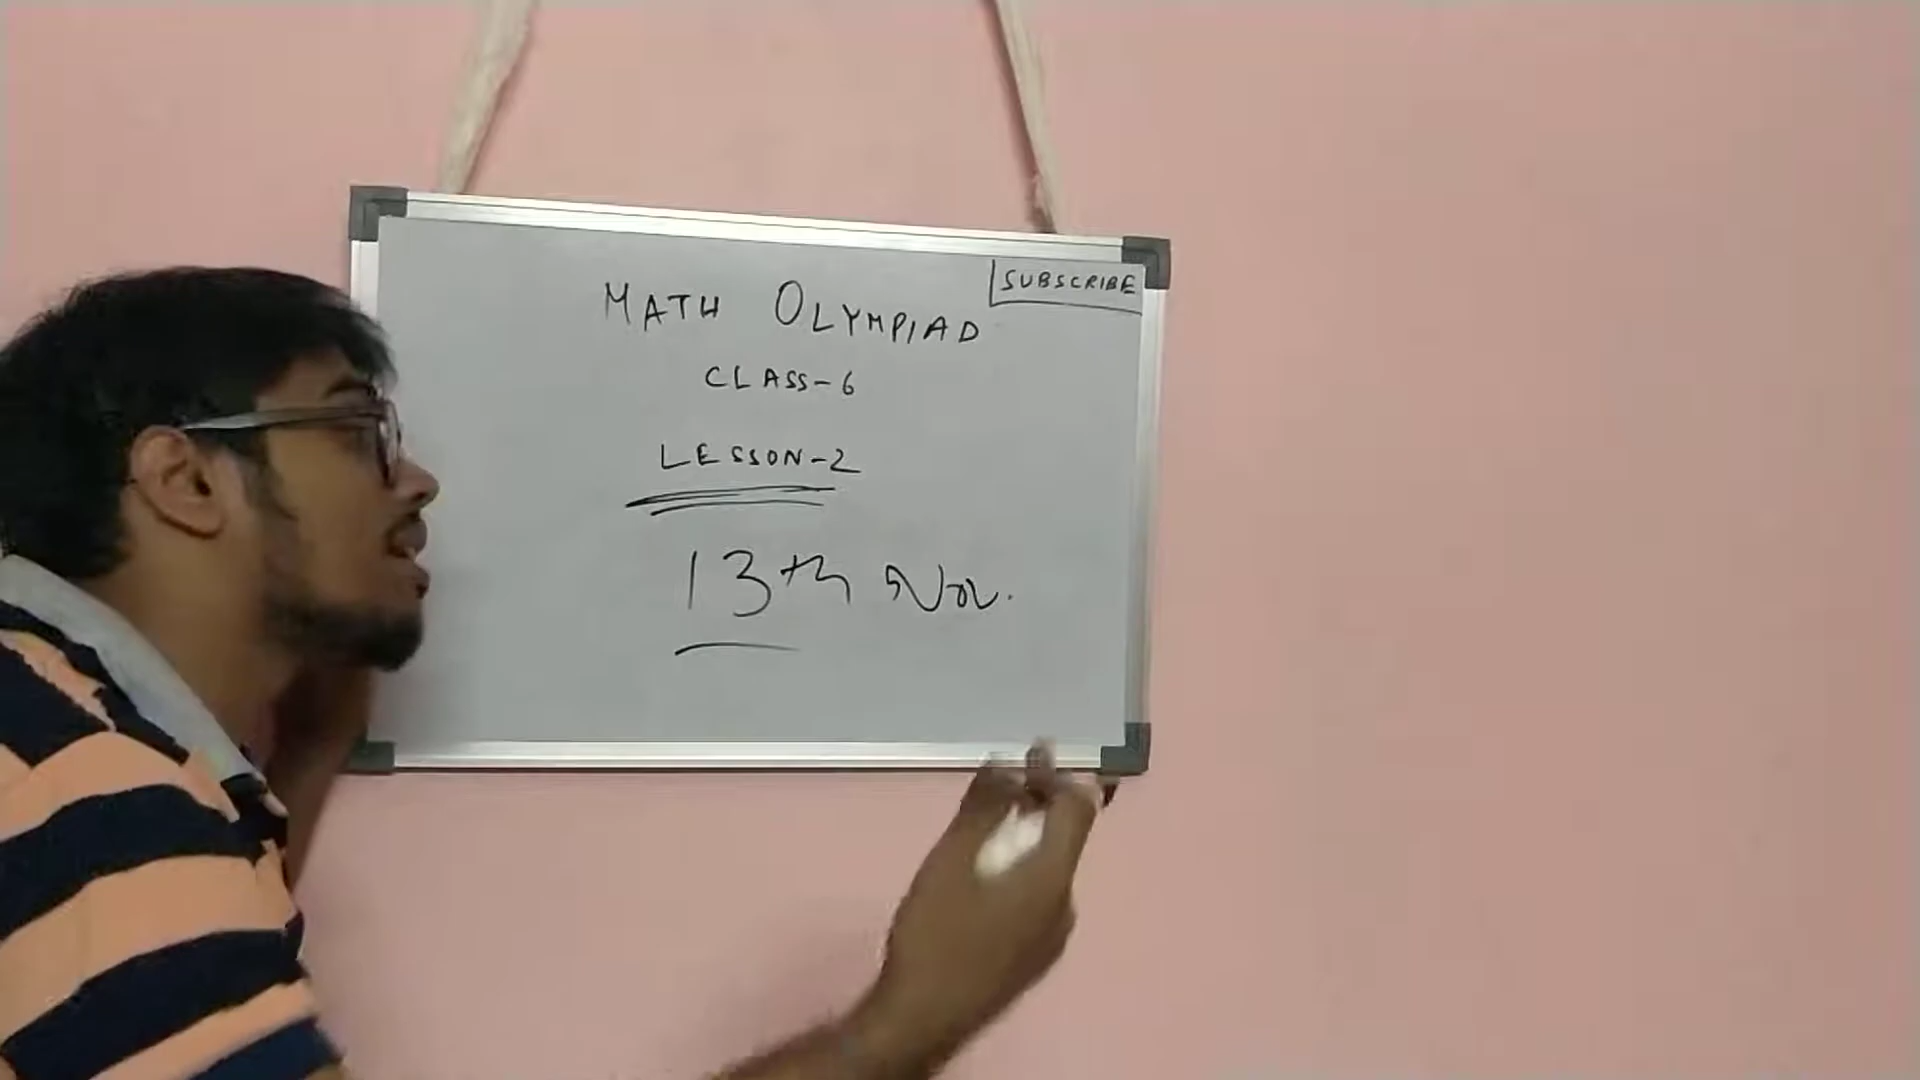 SUBSCRIBE
MATH OLYMPIAD
CLASS-6
LESSON-2
13th Nov.